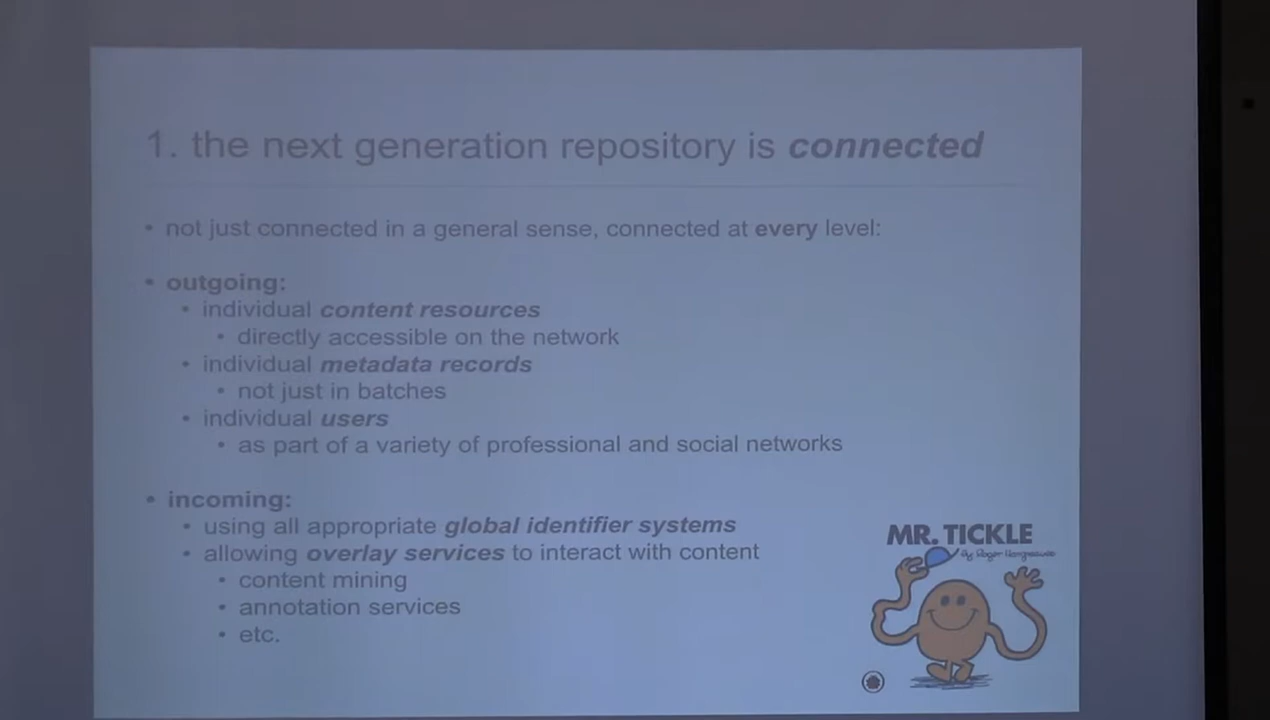 1. the next generation repository is connected
• not just connected in a general sense, connected at every level:
• outgoing:
• individual content resources
• directly accessible on the network
• individual metadata records
• not just in batches
• individual users
• as part of a variety of professional and social networks
• incoming:
• using all appropriate global identifier systems
• allowing overlay services to interact with content
• content mining
• annotation services
• etc.
MR. TICKLE
By Roger Hargreaves